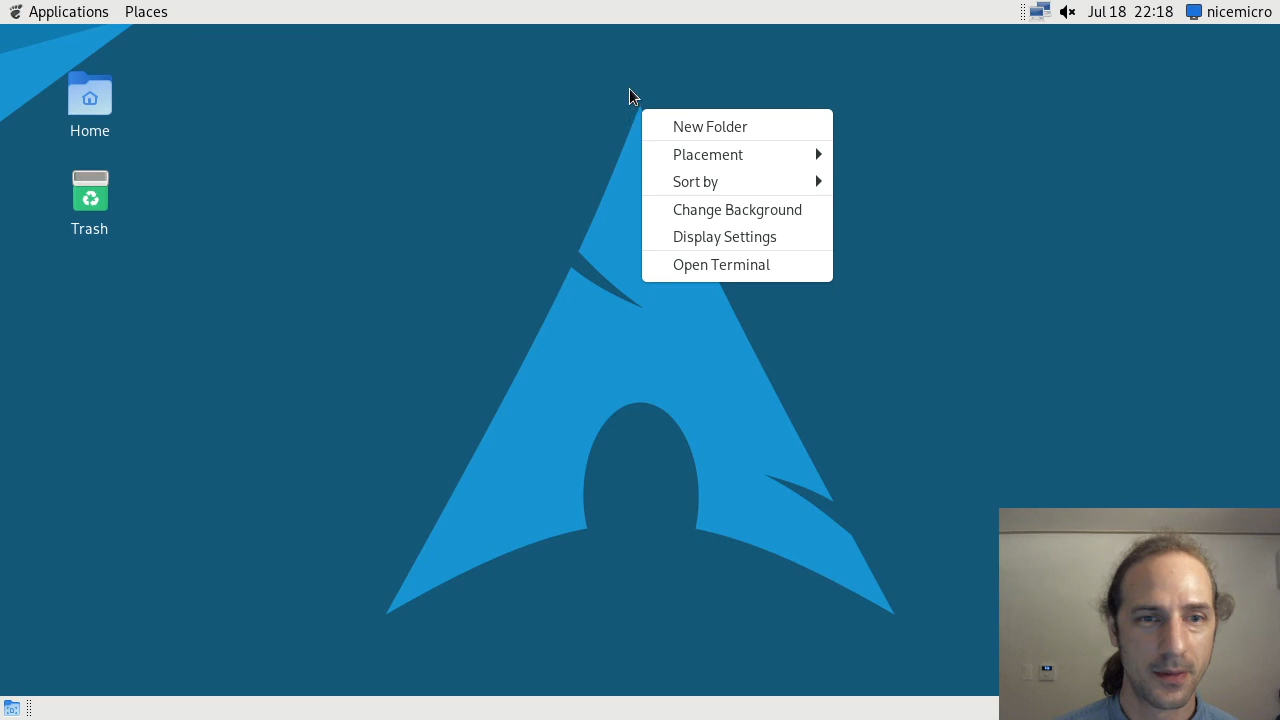 Applications Places Jul 18 22:18 nicemicro
Home
Trash
New Folder
Placement
Sort by
Change Background
Display Settings
Open Terminal